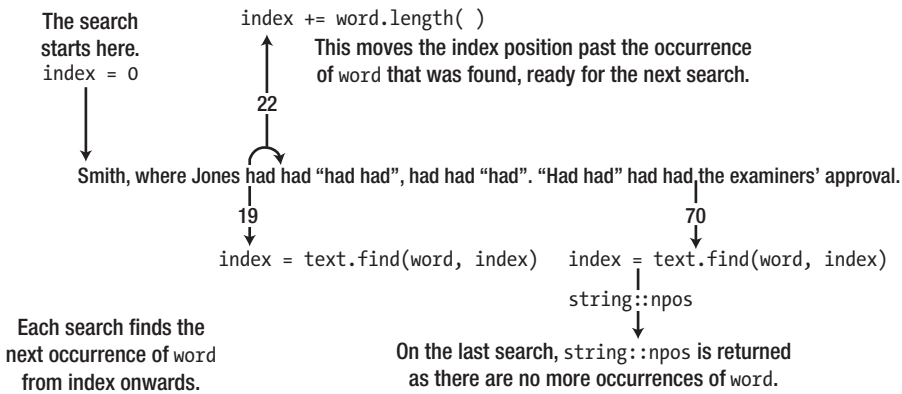 The search
starts here.
index = 0
index += word.length( )
This moves the index position past the occurrence
of word that was found, ready for the next search.
22
Smith, where Jones had had “had had”, had had “had”. “Had had” had had the examiners’ approval.
19
70
index = text.find(word, index)
index = text.find(word, index)
string::npos
Each search finds the
next occurrence of word
from index onwards.
On the last search, string::npos is returned
as there are no more occurrences of word.